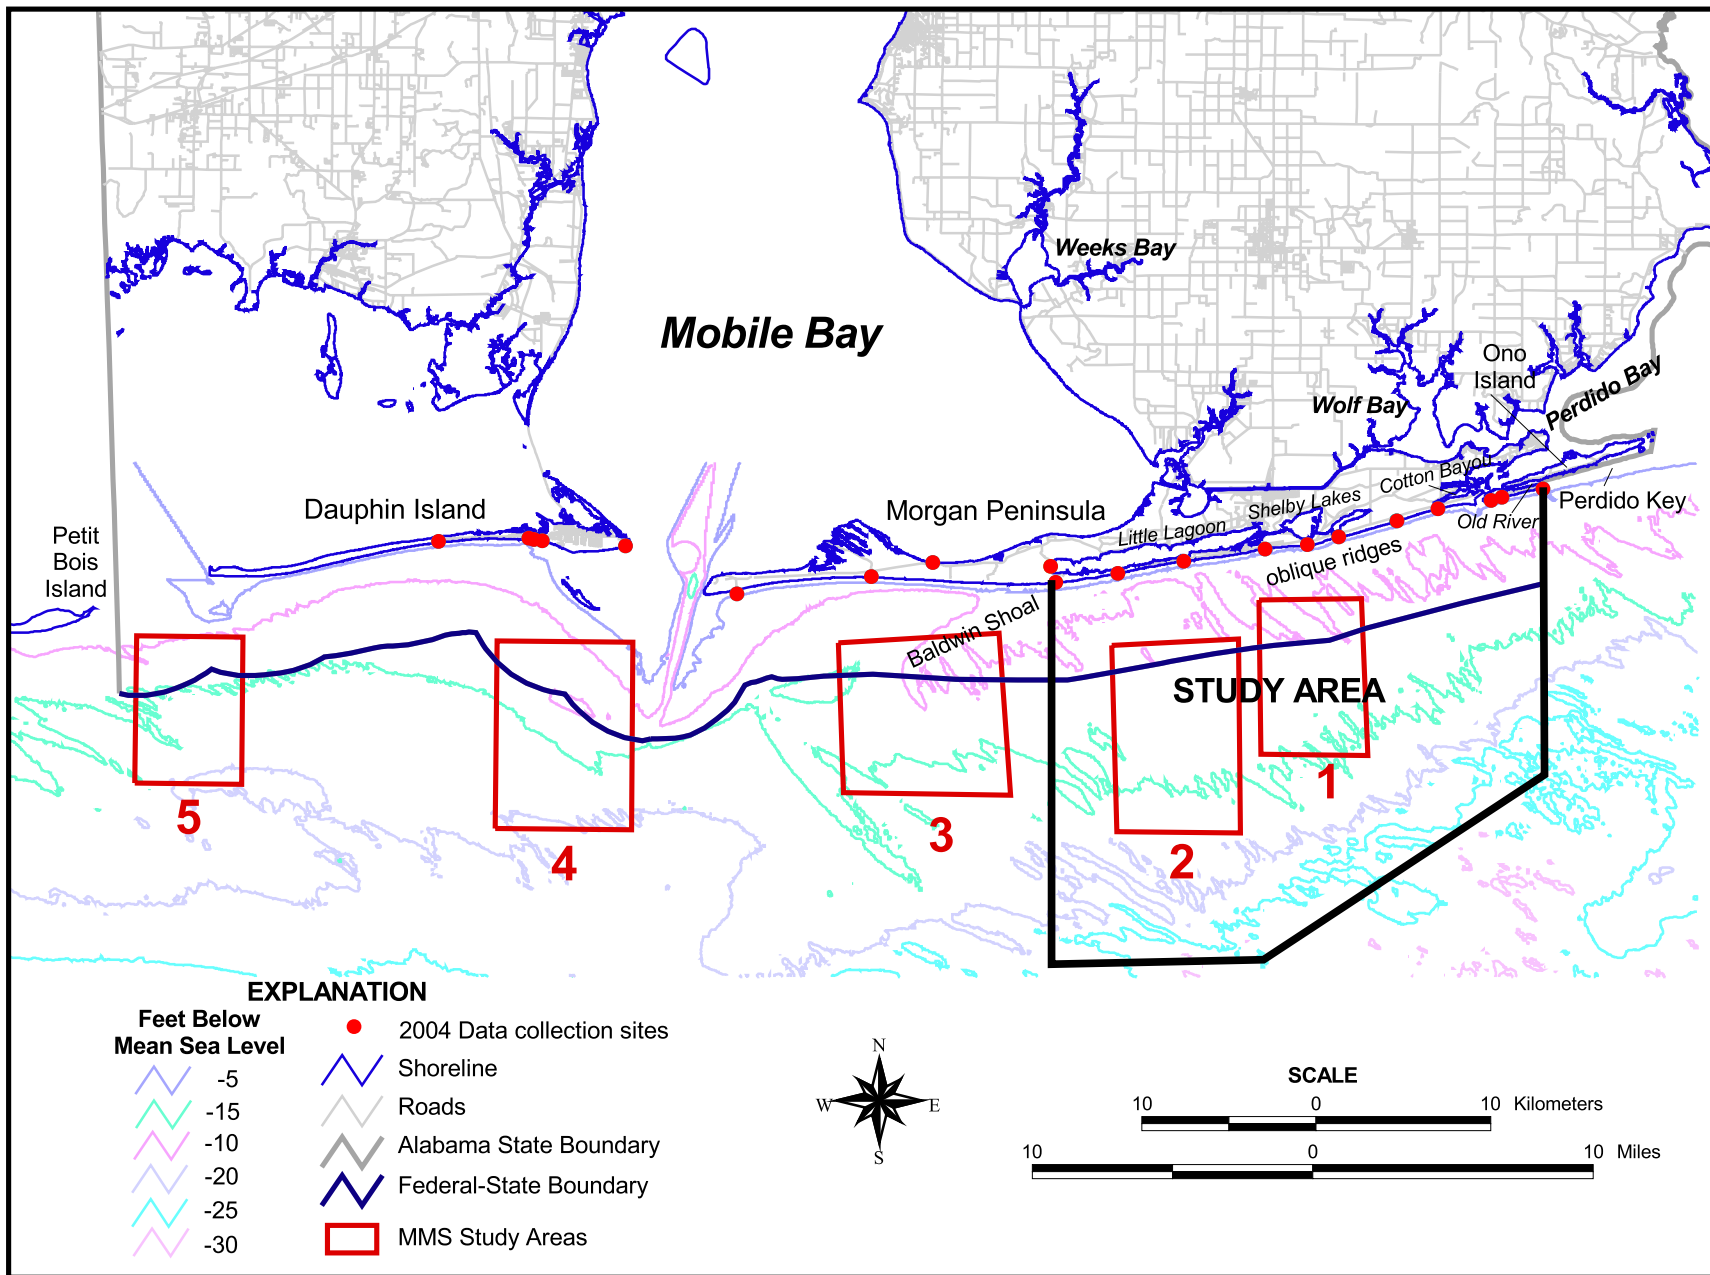 Weeks Bay
Mobile Bay
Ono
Island
Perdido Bay
Wolf Bay
Cotton Bayou
Dauphin Island
Morgan Peninsula
Shelby Lakes
Perdido Key
Little Lagoon
Old River
Petit
Bois
Island
oblique ridges
Baldwin Shoal
STUDY AREA
1
5
3
4
2
EXPLANATION
Feet Below
Mean Sea Level
-5
-15
-10
-20
-25
-30
2004 Data collection sites
Shoreline
Roads
Alabama State Boundary
Federal-State Boundary
MMS Study Areas
N
W
E
S
SCALE
10 0 10 Kilometers
10 0 10 Miles